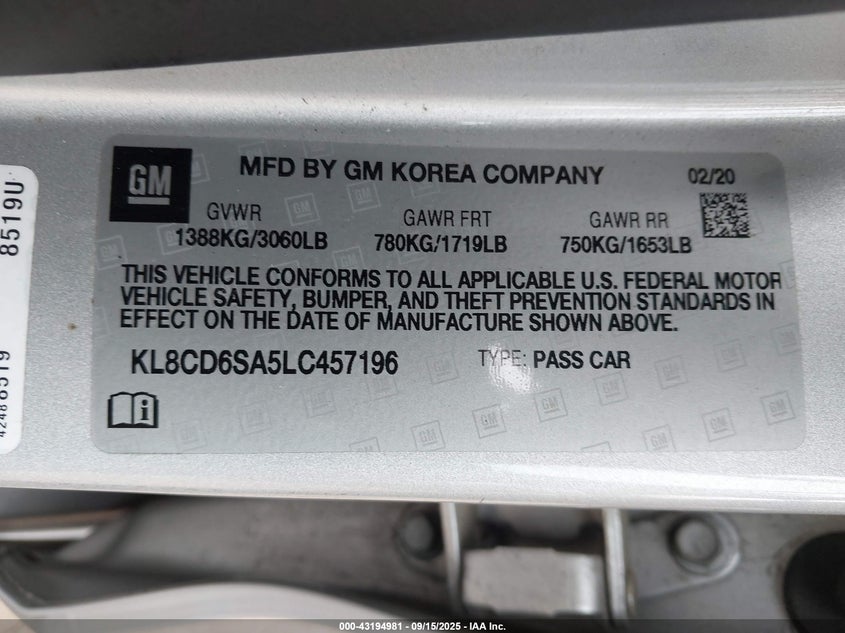 GM
MFD BY GM KOREA COMPANY 02/20
GVWR GAWR FRT GAWR RR
1388KG/3060LB 780KG/1719LB 750KG/1653LB
THIS VEHICLE CONFORMS TO ALL APPLICABLE U.S. FEDERAL MOTOR
VEHICLE SAFETY, BUMPER, AND THEFT PREVENTION STANDARDS IN
EFFECT ON THE DATE OF MANUFACTURE SHOWN ABOVE.
KL8CD6SA5LC457196 TYPE: PASS CAR
8519U
42488519
000-43194981 - 09/15/2025 - IAA Inc.